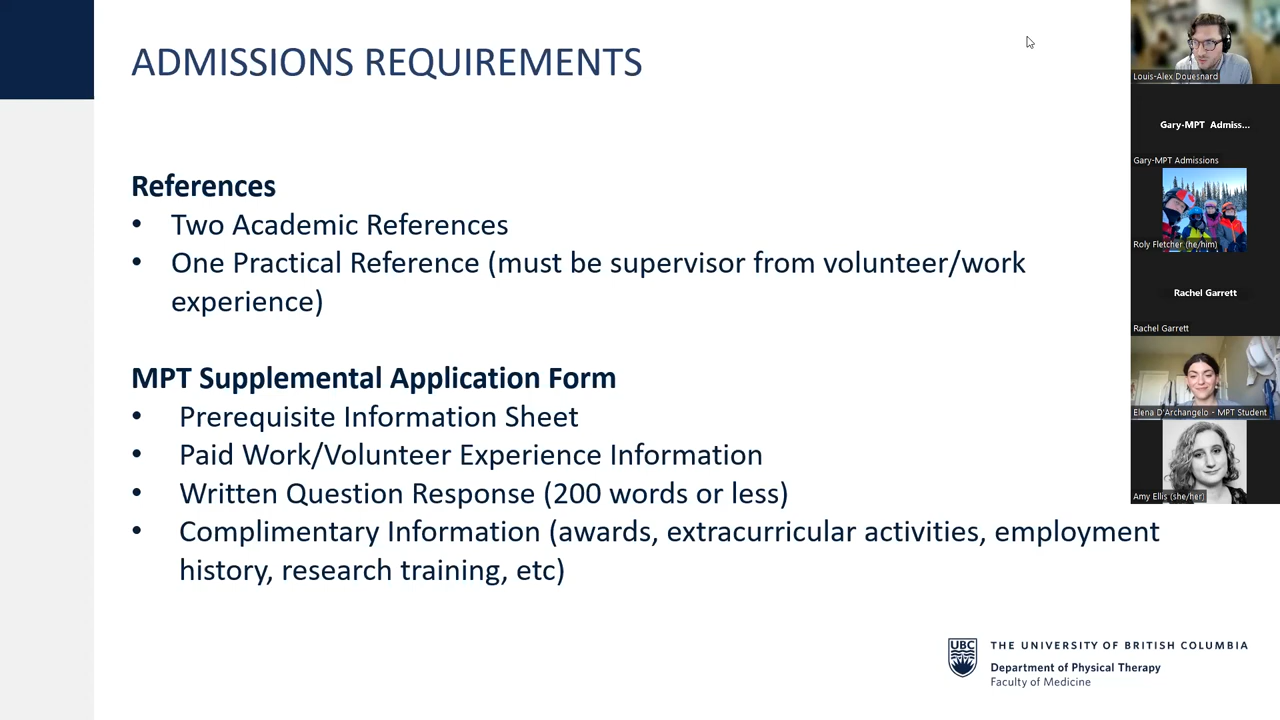 ADMISSIONS REQUIREMENTS
References
• Two Academic References
• One Practical Reference (must be supervisor from volunteer/work
experience)
MPT Supplemental Application Form
• Prerequisite Information Sheet
• Paid Work/Volunteer Experience Information
• Written Question Response (200 words or less)
• Complimentary Information (awards, extracurricular activities, employment
history, research training, etc)
UBC
THE UNIVERSITY OF BRITISH COLUMBIA
Department of Physical Therapy
Faculty of Medicine
Louis-Alex Douesnard
Gary-MPT Admiss...
Gary-MPT Admissions
Roly Fletcher (he/him)
Rachel Garrett
Rachel Garrett
Elena D'Archangelo - MPT Student
Amy Ellis (she/her)